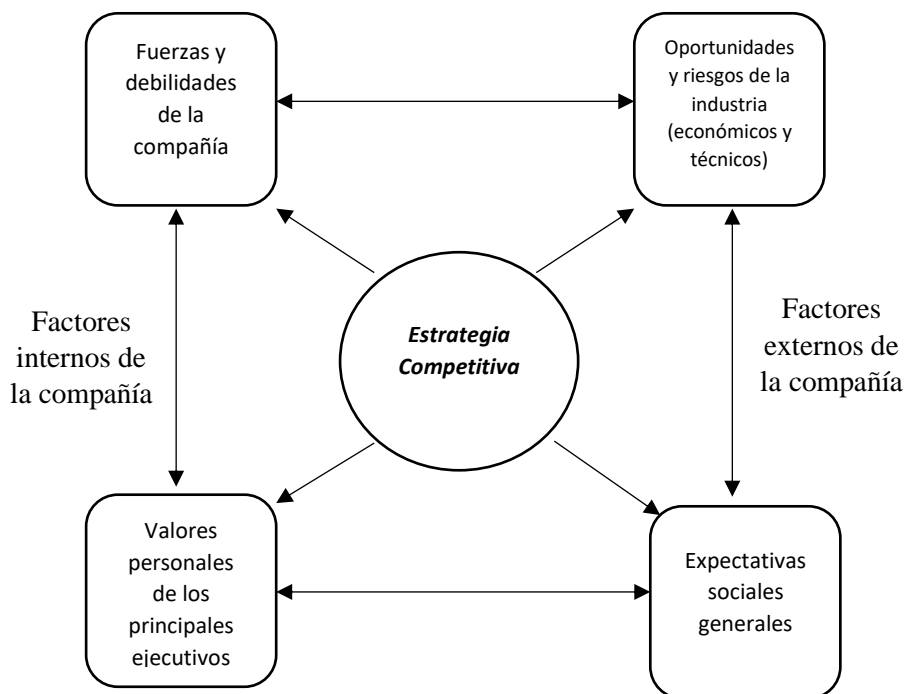 Fuerzas y
debilidades
de la
compañía
Oportunidades
y riesgos de la
industria
(económicos y
técnicos)
Factores
internos de
la compañía
Estrategia
Competitiva
Factores
externos de
la compañía
Valores
personales
de los
principales
ejecutivos
Expectativas
sociales
generales